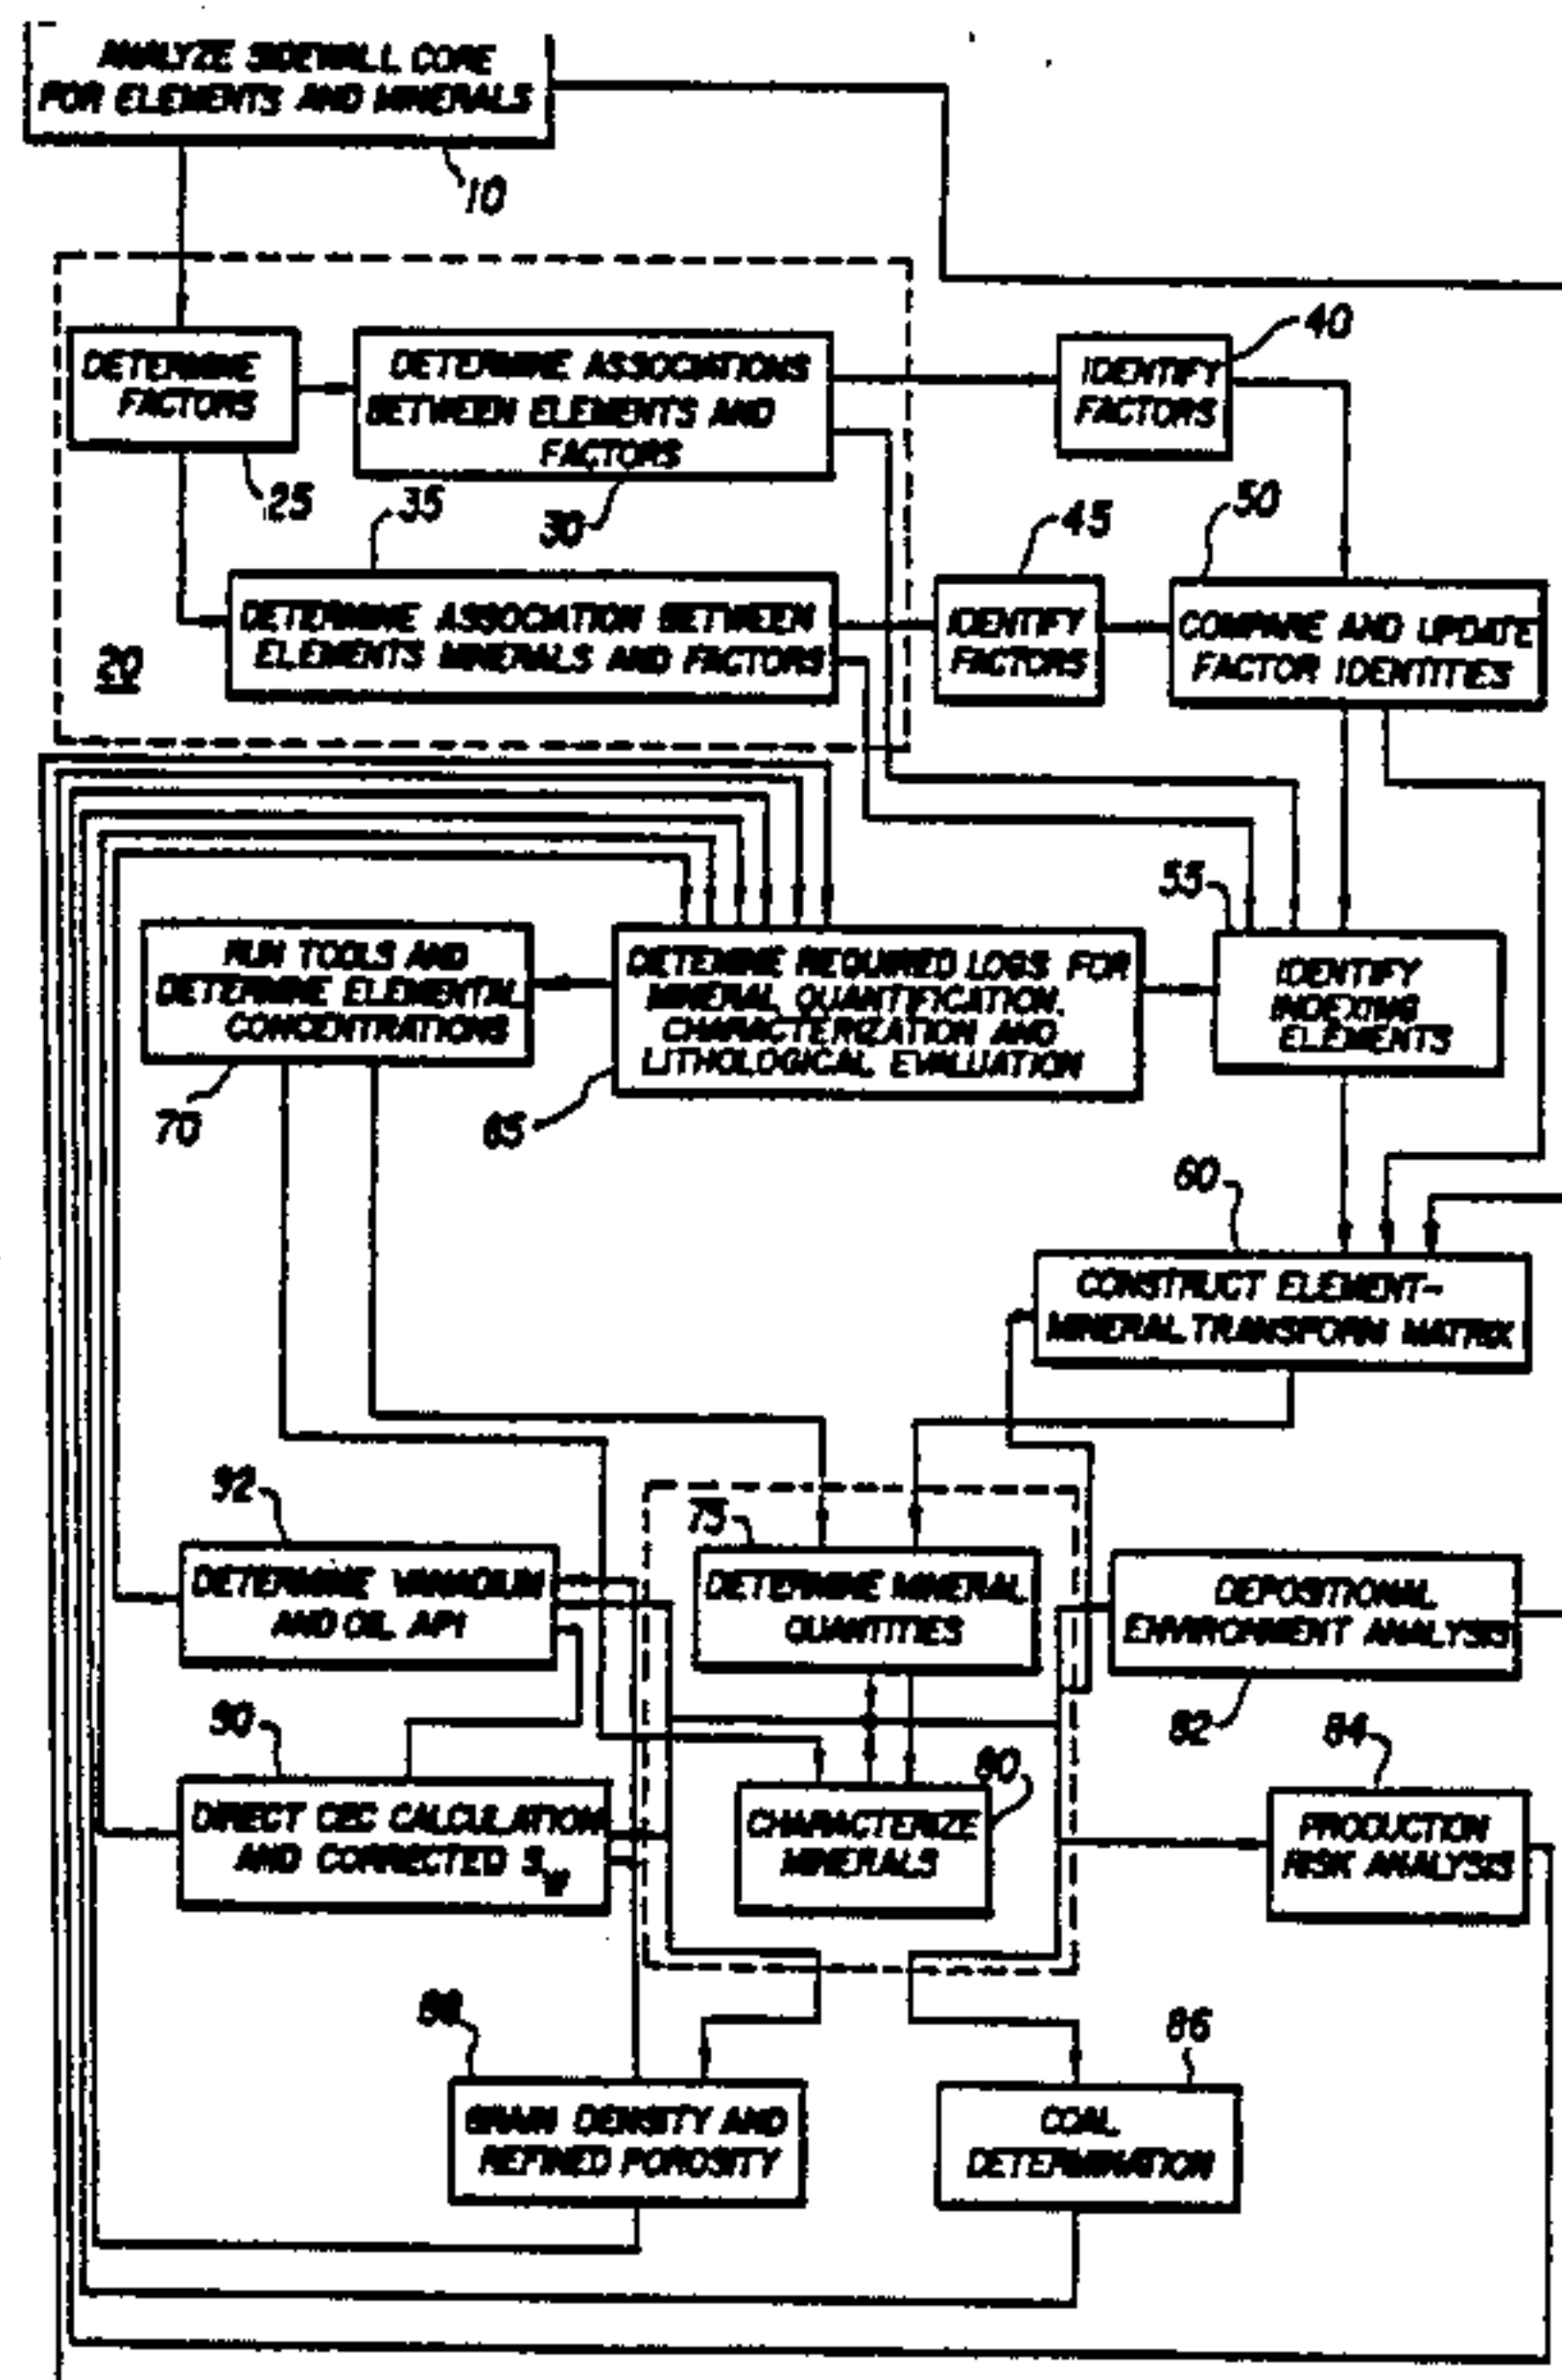 ANALYZE SIDEWALL CORE
FOR ELEMENTS AND MINERALS
10
DETERMINE
FACTORS
25
DETERMINE ASSOCIATIONS
BETWEEN ELEMENTS AND
FACTORS
30
IDENTIFY
FACTORS
40
20
35
DETERMINE ASSOCIATION BETWEEN
ELEMENTS MINERALS AND FACTORS
45
IDENTIFY
FACTORS
50
COMPARE AND UPDATE
FACTOR IDENTITIES
RUN TOOLS AND
DETERMINE ELEMENTAL
CONCENTRATIONS
70
DETEMINE REQUIRED LOGS FOR
MINERAL QUANTIFICATION,
CHARACTERIZATION AND
LITHOLOGICAL EVALUATION
65
55
IDENTIFY
INDEXING
ELEMENTS
60
CONSTRUCT ELEMENT-
MINERAL TRANSFORM MATRIX
92
DETERMINE VANADIUM
AND OIL API
75
DETERMINE MINERAL
QUANTITIES
DEPOSITIONAL
ENVIRONMENT ANALYSIS
82
90
DIRECT CEC CALCULATION
AND CORRECTED SW
80
CHARACTERIZE
MINERALS
84
PRODUCTION
RISK ANALYSIS
88
GRAIN DENSITY AND
REFINED POROSITY
86
COAL
DETERMINATION